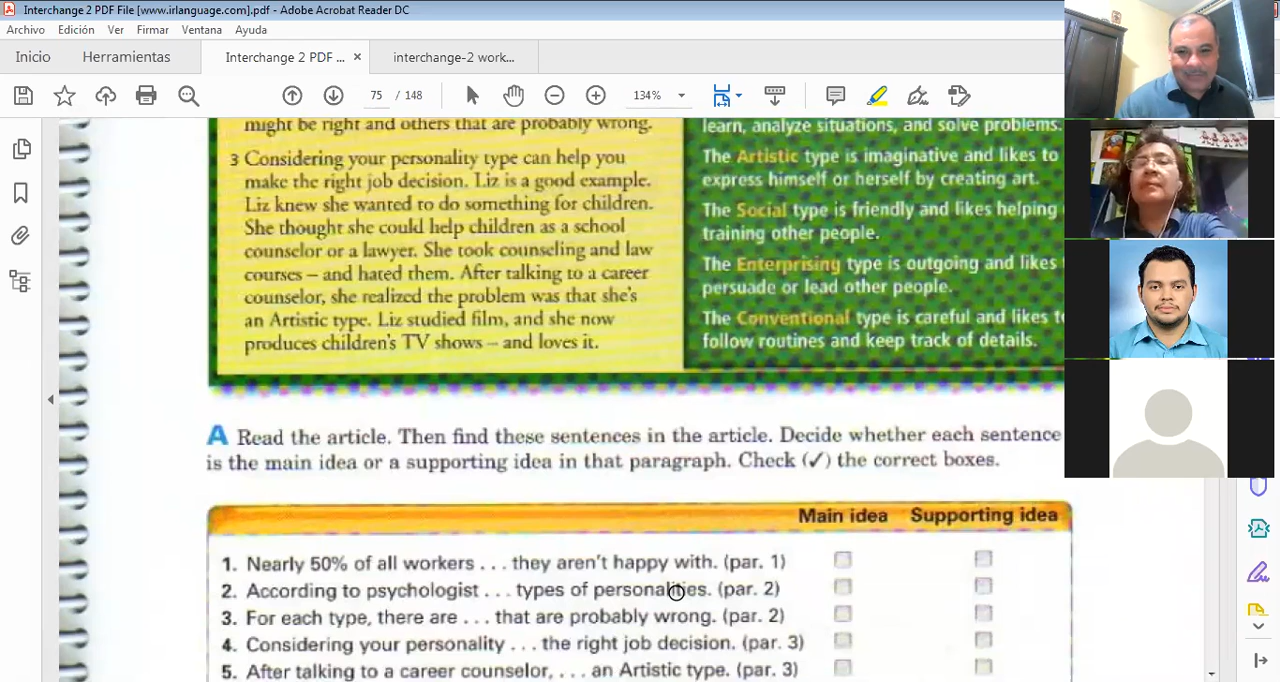 Interchange 2 PDF File [www.irlanguage.com].pdf - Adobe Acrobat Reader DC
Archivo Edición Ver Firmar Ventana Ayuda
Inicio Herramientas Interchange 2 PDF ... × interchange-2 work...
75 / 148 134%
might be right and others that are probably wrong.
3 Considering your personality type can help you
make the right job decision. Liz is a good example.
Liz knew she wanted to do something for children.
She thought she could help children as a school
counselor or a lawyer. She took counseling and law
courses – and hated them. After talking to a career
counselor, she realized the problem was that she's
an Artistic type. Liz studied film, and she now
produces children's TV shows – and loves it.
learn, analyze situations, and solve problems.
The Artistic type is imaginative and likes to
express himself or herself by creating art.
The Social type is friendly and likes helping
training other people.
The Enterprising type is outgoing and likes
persuade or lead other people.
The Conventional type is careful and likes to
follow routines and keep track of details.
A Read the article. Then find these sentences in the article. Decide whether each sentence
is the main idea or a supporting idea in that paragraph. Check (✓) the correct boxes.
Main idea Supporting idea
1. Nearly 50% of all workers . . . they aren't happy with. (par. 1)
2. According to psychologist . . . types of personalities. (par. 2)
3. For each type, there are . . . that are probably wrong. (par. 2)
4. Considering your personality . . . the right job decision. (par. 3)
5. After talking to a career counselor, . . . an Artistic type. (par. 3)